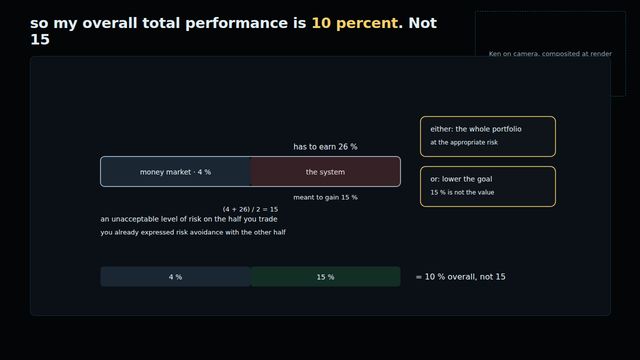 so my overall total performance is 10 percent. Not
15
Ken on camera, composited at render
has to earn 26 %
money market · 4 %
the system
meant to gain 15 %
(4 + 26) / 2 = 15
an unacceptable level of risk on the half you trade
you already expressed risk avoidance with the other half
either: the whole portfolio
at the appropriate risk
or: lower the goal
15 % is not the value
4 %
15 %
= 10 % overall, not 15